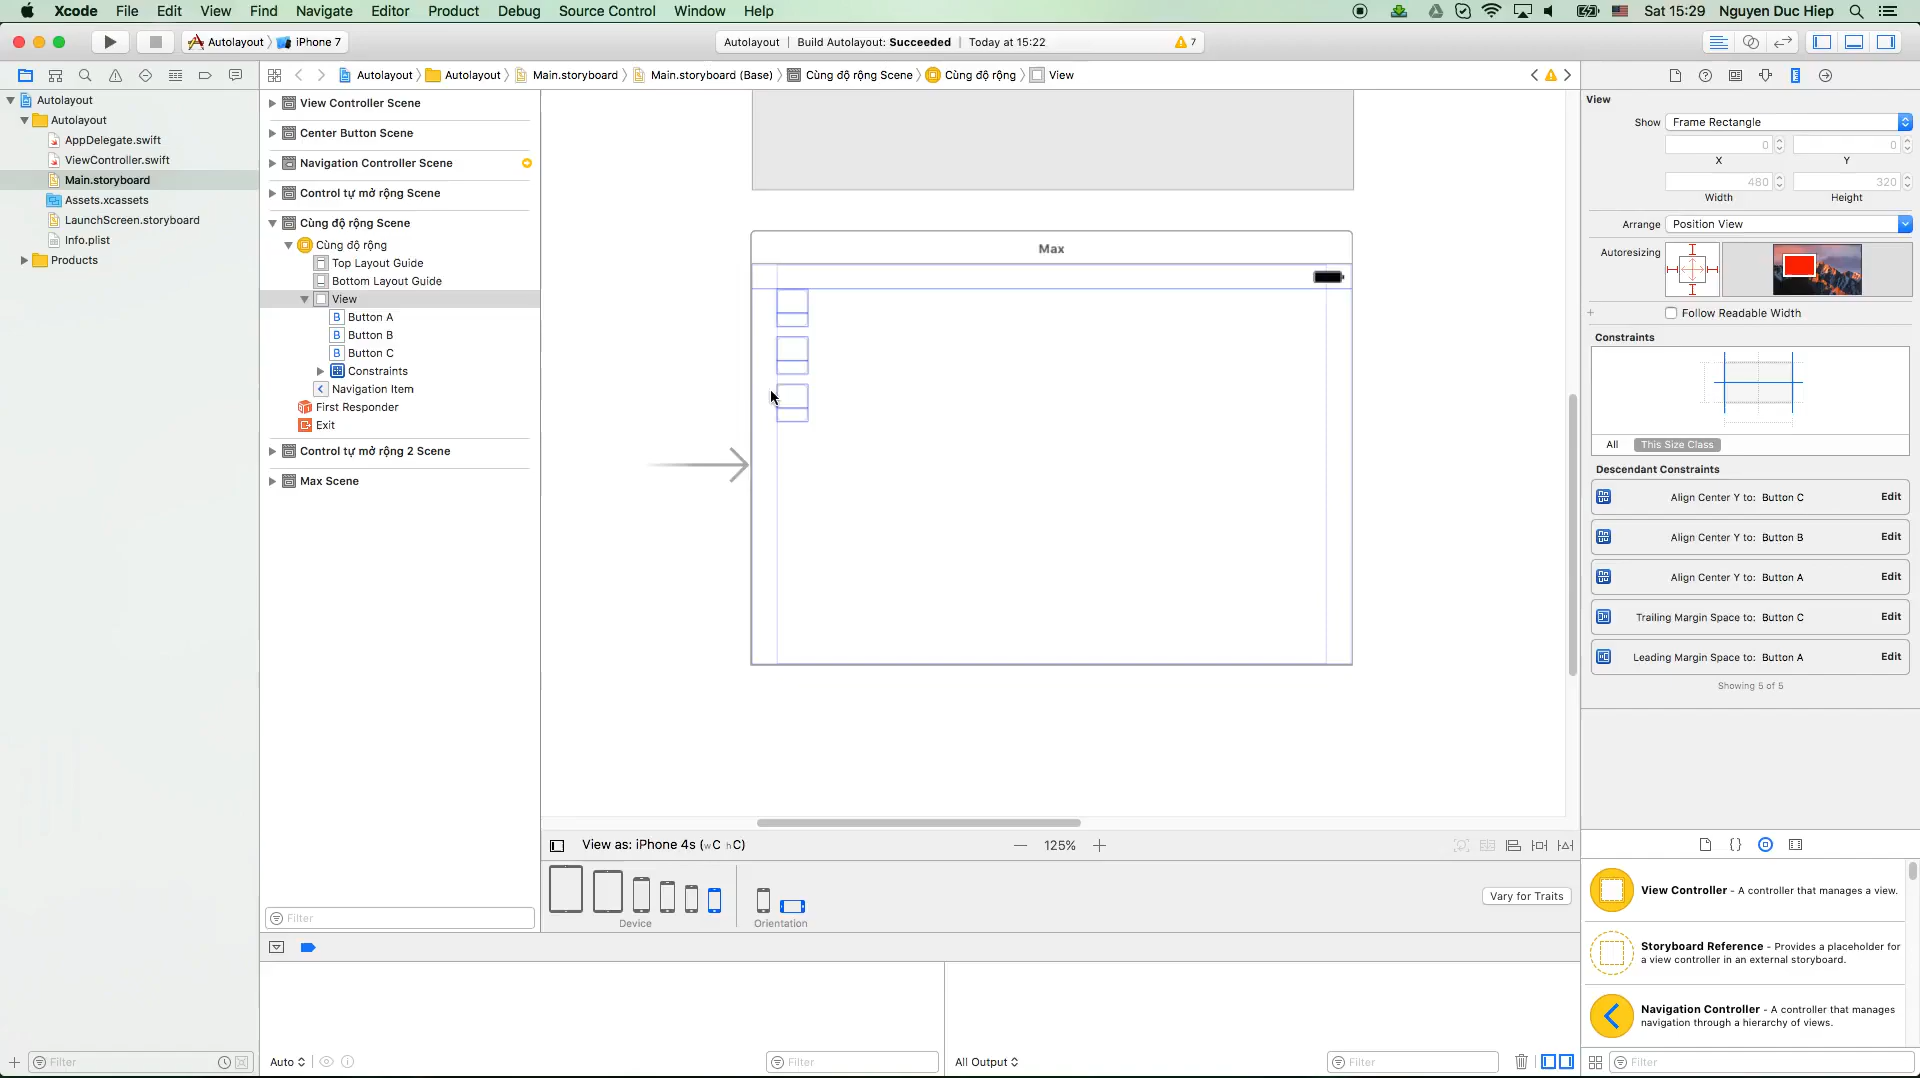 Xcode File Edit View Find Navigate Editor Product Debug Source Control Window Help
Sat 15:29 Nguyen Duc Hiep
Autolayout iPhone 7
Autolayout | Build Autolayout: Succeeded | Today at 15:22
7
Autolayout
Autolayout
AppDelegate.swift
ViewController.swift
Main.storyboard
Assets.xcassets
LaunchScreen.storyboard
Info.plist
Products
Filter
Autolayout Autolayout Main.storyboard Main.storyboard (Base) Cùng độ rộng Scene Cùng độ rộng View
View Controller Scene
Center Button Scene
Navigation Controller Scene
Control tự mở rộng Scene
Cùng độ rộng Scene
Cùng độ rộng
Top Layout Guide
Bottom Layout Guide
View
B Button A
B Button B
B Button C
Constraints
Navigation Item
First Responder
Exit
Control tự mở rộng 2 Scene
Max Scene
Filter
Max
View as: iPhone 4s (wC hC)
125%
Device
Orientation
Vary for Traits
Auto
Filter
All Output
Filter
View
Show Frame Rectangle
0 0
X Y
480 320
Width Height
Arrange Position View
Autoresizing
Follow Readable Width
Constraints
All This Size Class
Descendant Constraints
Align Center Y to: Button C Edit
Align Center Y to: Button B Edit
Align Center Y to: Button A Edit
Trailing Margin Space to: Button C Edit
Leading Margin Space to: Button A Edit
Showing 5 of 5
View Controller - A controller that manages a view.
Storyboard Reference - Provides a placeholder for
a view controller in an external storyboard.
Navigation Controller - A controller that manages
navigation through a hierarchy of views.
Filter